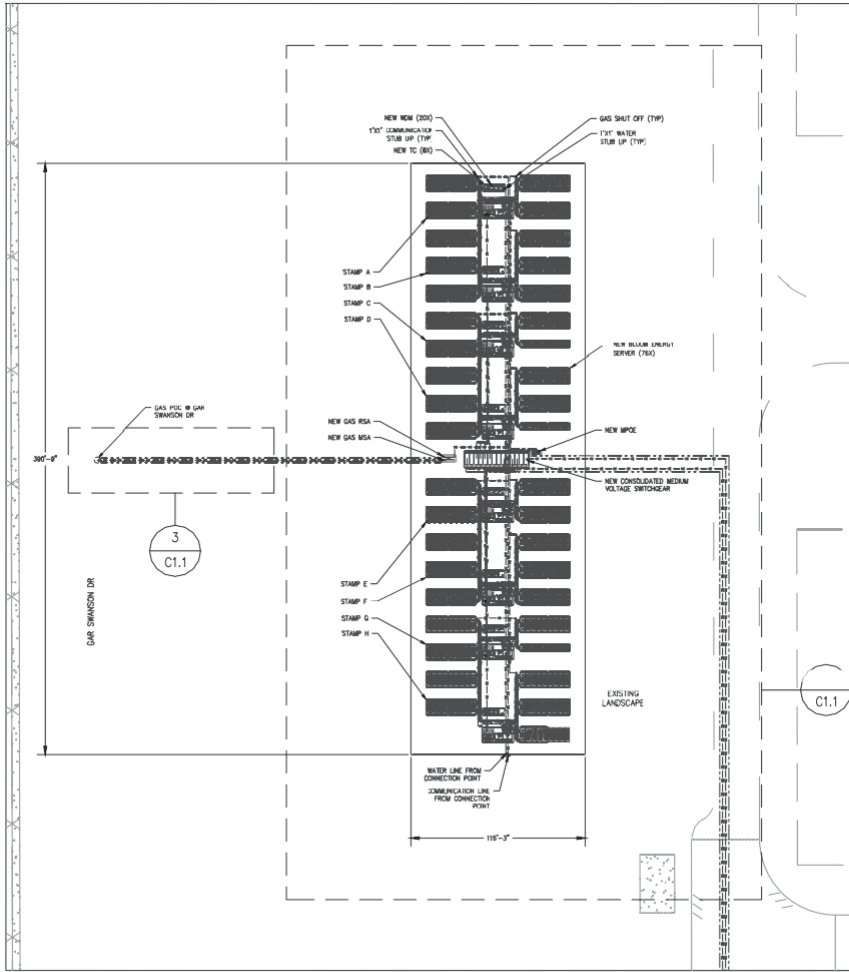 NEW WDM (20X)
1"X1" COMMUNICATION
STUB UP (TYP)
NEW TC (8X)
GAS SHUT OFF (TYP)
1"X1" WATER
STUB UP (TYP)
STAMP A
STAMP B
STAMP C
STAMP D
NEW BLOOM ENERGY
SERVER (76X)
GAS POC @ GAR
SWANSON DR
NEW GAS RSA
NEW GAS MSA
NEW MPOE
390'-9"
NEW CONSOLIDATED MEDIUM
VOLTAGE SWITCHGEAR
3
C1.1
GAR SWANSON DR
STAMP E
STAMP F
STAMP G
STAMP H
EXISTING
LANDSCAPE
C1.1
WATER LINE FROM
CONNECTION POINT
COMMUNICATION LINE
FROM CONNECTION
POINT
115'-3"